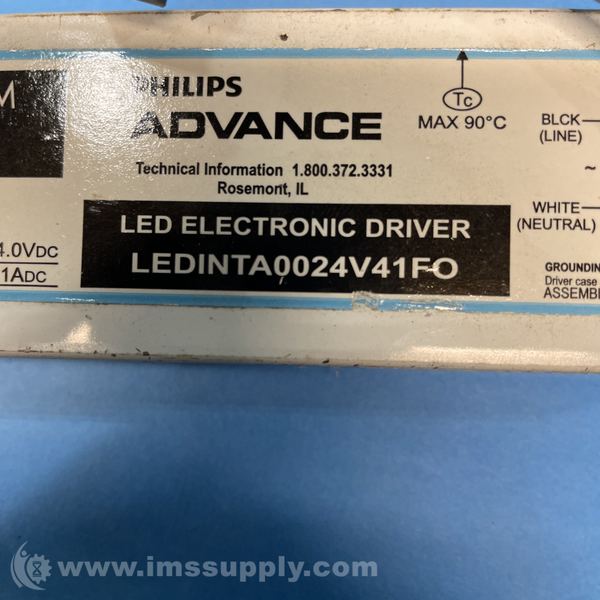 M
PHILIPS
ADVANCE
Technical Information 1.800.372.3331
Rosemont, IL
LED ELECTRONIC DRIVER
LEDINTA0024V41FO
4.0VDC
1ADC
Tc
MAX 90°C
BLCK
(LINE)
~
WHITE
(NEUTRAL)
GROUNDIN
Driver case
ASSEMB
www.imssupply.com